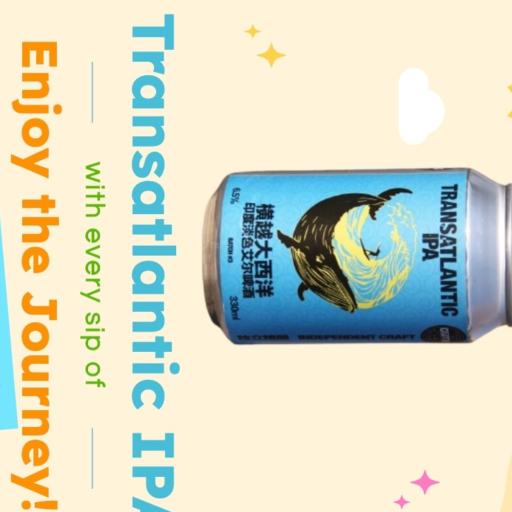 TRANSATLANTIC
IPA
横越大西洋
印度淡色艾尔啤酒
6.5%
330ml
INDEPENDENT CRAFT
Transatlantic IPA
with every sip of
Enjoy the Journey!